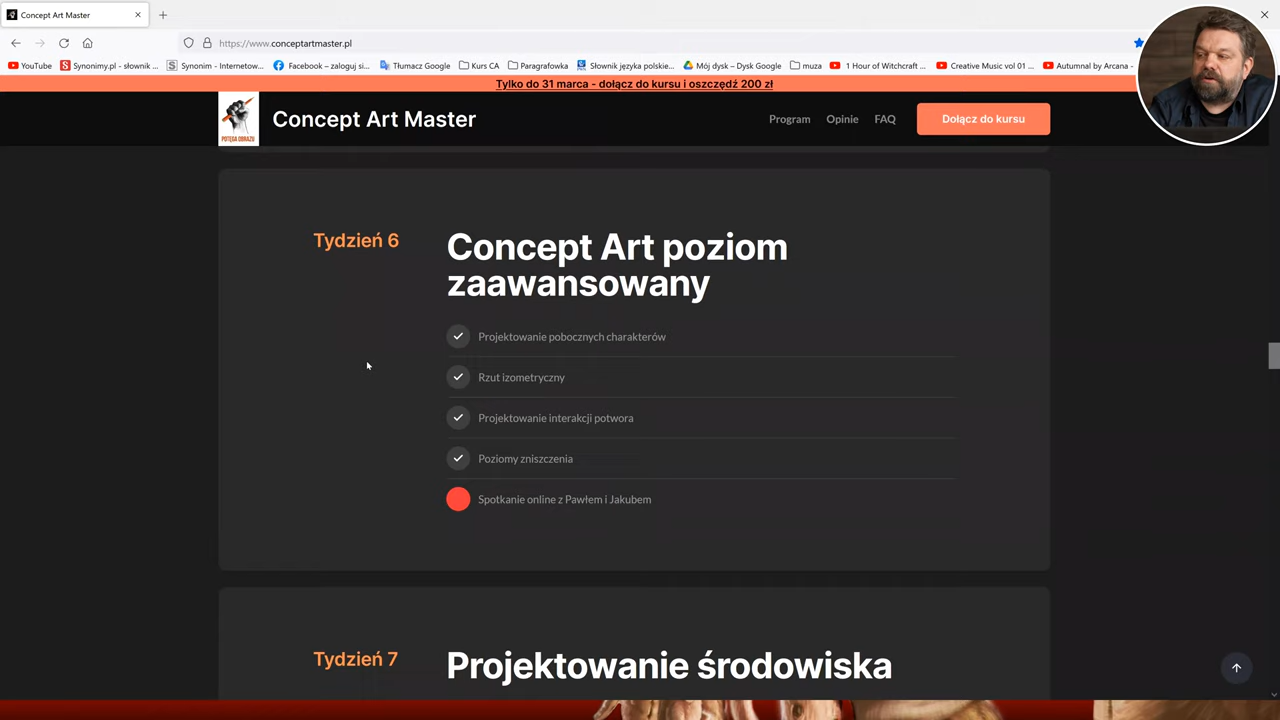 Concept Art Master
https://www.conceptartmaster.pl
YouTube
Synonimy.pl - słownik ...
Synonim - Internetow...
Facebook – zaloguj si...
Kurs CA
Tłumacz Google
Paragrafowka
Słownik języka polskie...
Mój dysk – Dysk Google
muza
1 Hour of Witchcraft ...
Creative Music vol 01 ...
Autumnal by Arcana -
Tylko do 31 marca - dołącz do kursu i oszczędź 200 zł
POTĘGA OBRAZU
Concept Art Master
Program
Opinie
FAQ
Dołącz do kursu
Tydzień 6
Concept Art poziom
zaawansowany
Projektowanie pobocznych charakterów
Rzut izometryczny
Projektowanie interakcji potwora
Poziomy zniszczenia
Spotkanie online z Pawłem i Jakubem
Tydzień 7
Projektowanie środowiska